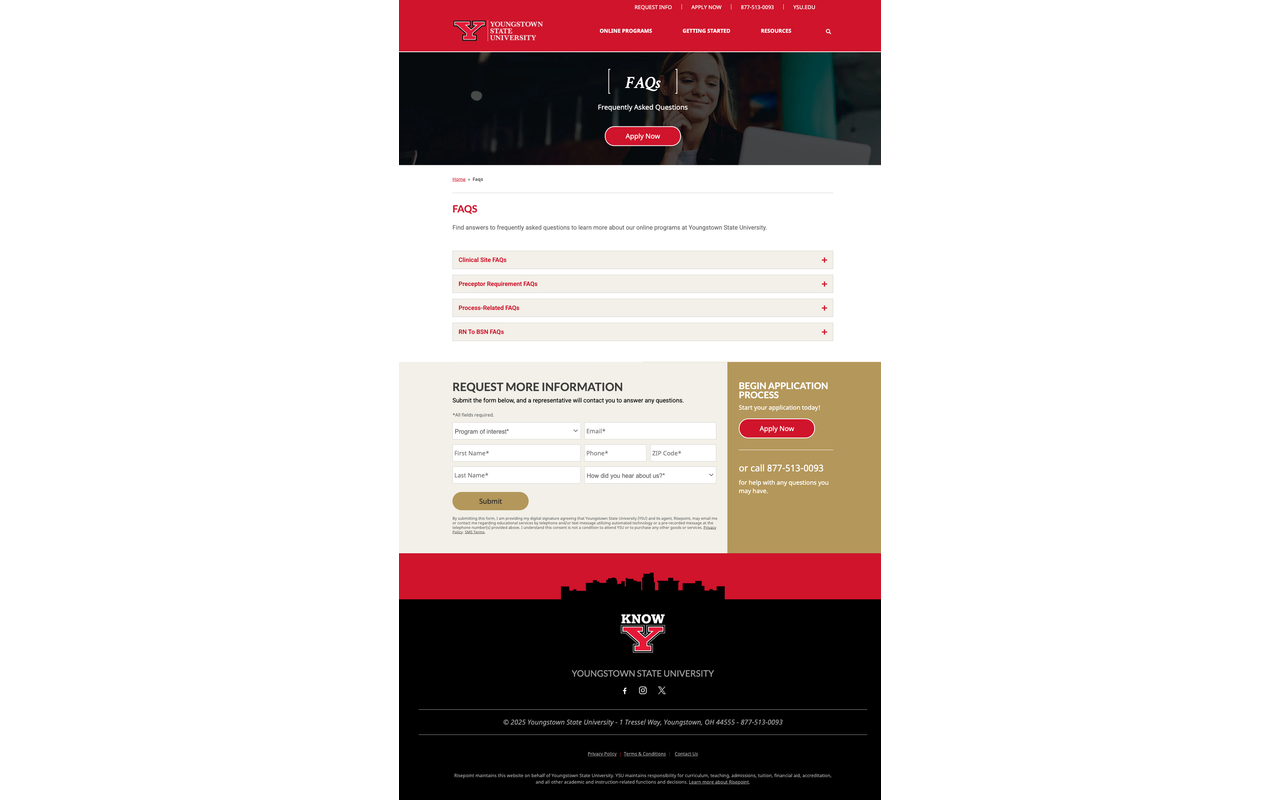 REQUEST INFO | APPLY NOW | 877-513-0093 | YSU.EDU
YOUNGSTOWN
STATE
UNIVERSITY
ONLINE PROGRAMS GETTING STARTED RESOURCES
FAQs
Frequently Asked Questions
Apply Now
Home » Faqs
FAQS
Find answers to frequently asked questions to learn more about our online programs at Youngstown State University.
Clinical Site FAQs
Preceptor Requirement FAQs
Process-Related FAQs
RN To BSN FAQs
REQUEST MORE INFORMATION
Submit the form below, and a representative will contact you to answer any questions.
*All fields required.
Program of interest* Email*
First Name* Phone* ZIP Code*
Last Name* How did you hear about us?*
Submit
By submitting this form, I am providing my digital signature agreeing that Youngstown State University (YSU) and its agent, Risepoint, may email me
or contact me regarding educational services by telephone and/or text message utilizing automated technology or a pre-recorded message at the
telephone number(s) provided above. I understand this consent is not a condition to attend YSU or to purchase any other goods or services. Privacy
Policy. SMS Terms.
BEGIN APPLICATION
PROCESS
Start your application today!
Apply Now
or call 877-513-0093
for help with any questions you
may have.
KNOW
Y
YOUNGSTOWN STATE UNIVERSITY
© 2025 Youngstown State University - 1 Tressel Way, Youngstown, OH 44555 - 877-513-0093
Privacy Policy | Terms & Conditions | Contact Us
Risepoint maintains this website on behalf of Youngstown State University. YSU maintains responsibility for curriculum, teaching, admissions, tuition, financial aid, accreditation,
and all other academic and instruction-related functions and decisions. Learn more about Risepoint.